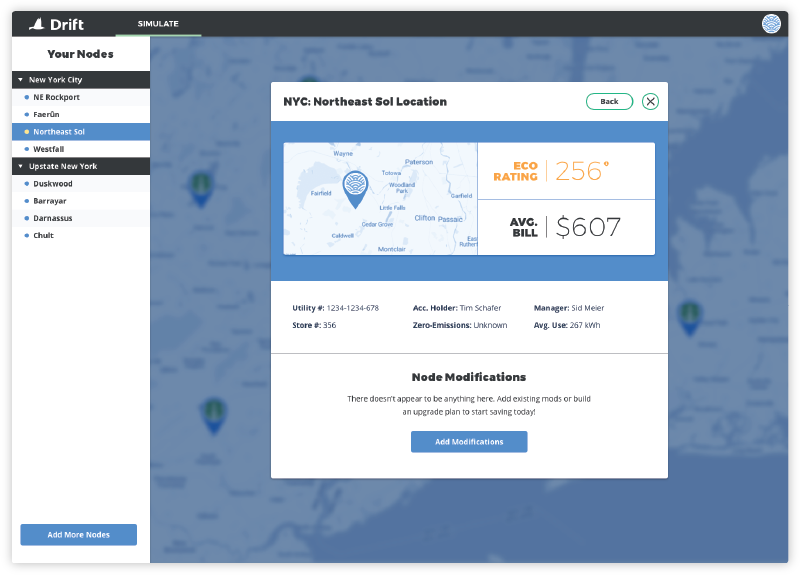 Drift
SIMULATE
Your Nodes
New York City
NE Rockport
Faerûn
Northeast Sol
Westfall
Upstate New York
Duskwood
Barrayar
Darnassus
Chult
Add More Nodes
NYC: Northeast Sol Location
Back
Wayne
Paterson
Totowa
Woodland
Park
Fairfield
Garfield
Little Falls
Clifton
Passaic
Cedar Grove
Caldwell
East
Ruther
Montclair
ECO
RATING
256°
AVG.
BILL
$607
Utility #: 1234-1234-678
Acc. Holder: Tim Schafer
Manager: Sid Meier
Store #: 356
Zero-Emissions: Unknown
Avg. Use: 267 kWh
Node Modifications
There doesn't appear to be anything here. Add existing mods or build
an upgrade plan to start saving today!
Add Modifications